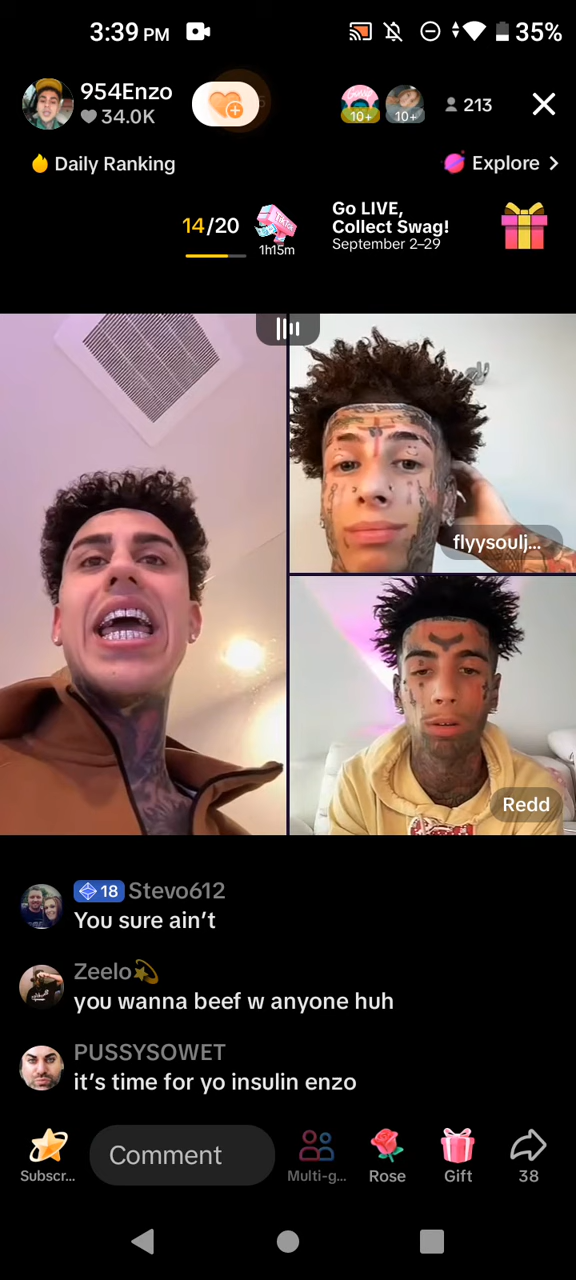 3:39 PM
35%
954Enzo
34.0K
10+
10+
213
Daily Ranking
Explore
14/20
TikTok
1h15m
Go LIVE,
Collect Swag!
September 2–29
flyysoulj...
Redd
18 Stevo612
You sure ain't
Zeelo
you wanna beef w anyone huh
PUSSYSOWET
it's time for yo insulin enzo
Subscr...
Comment
Multi-g...
Rose
Gift
38